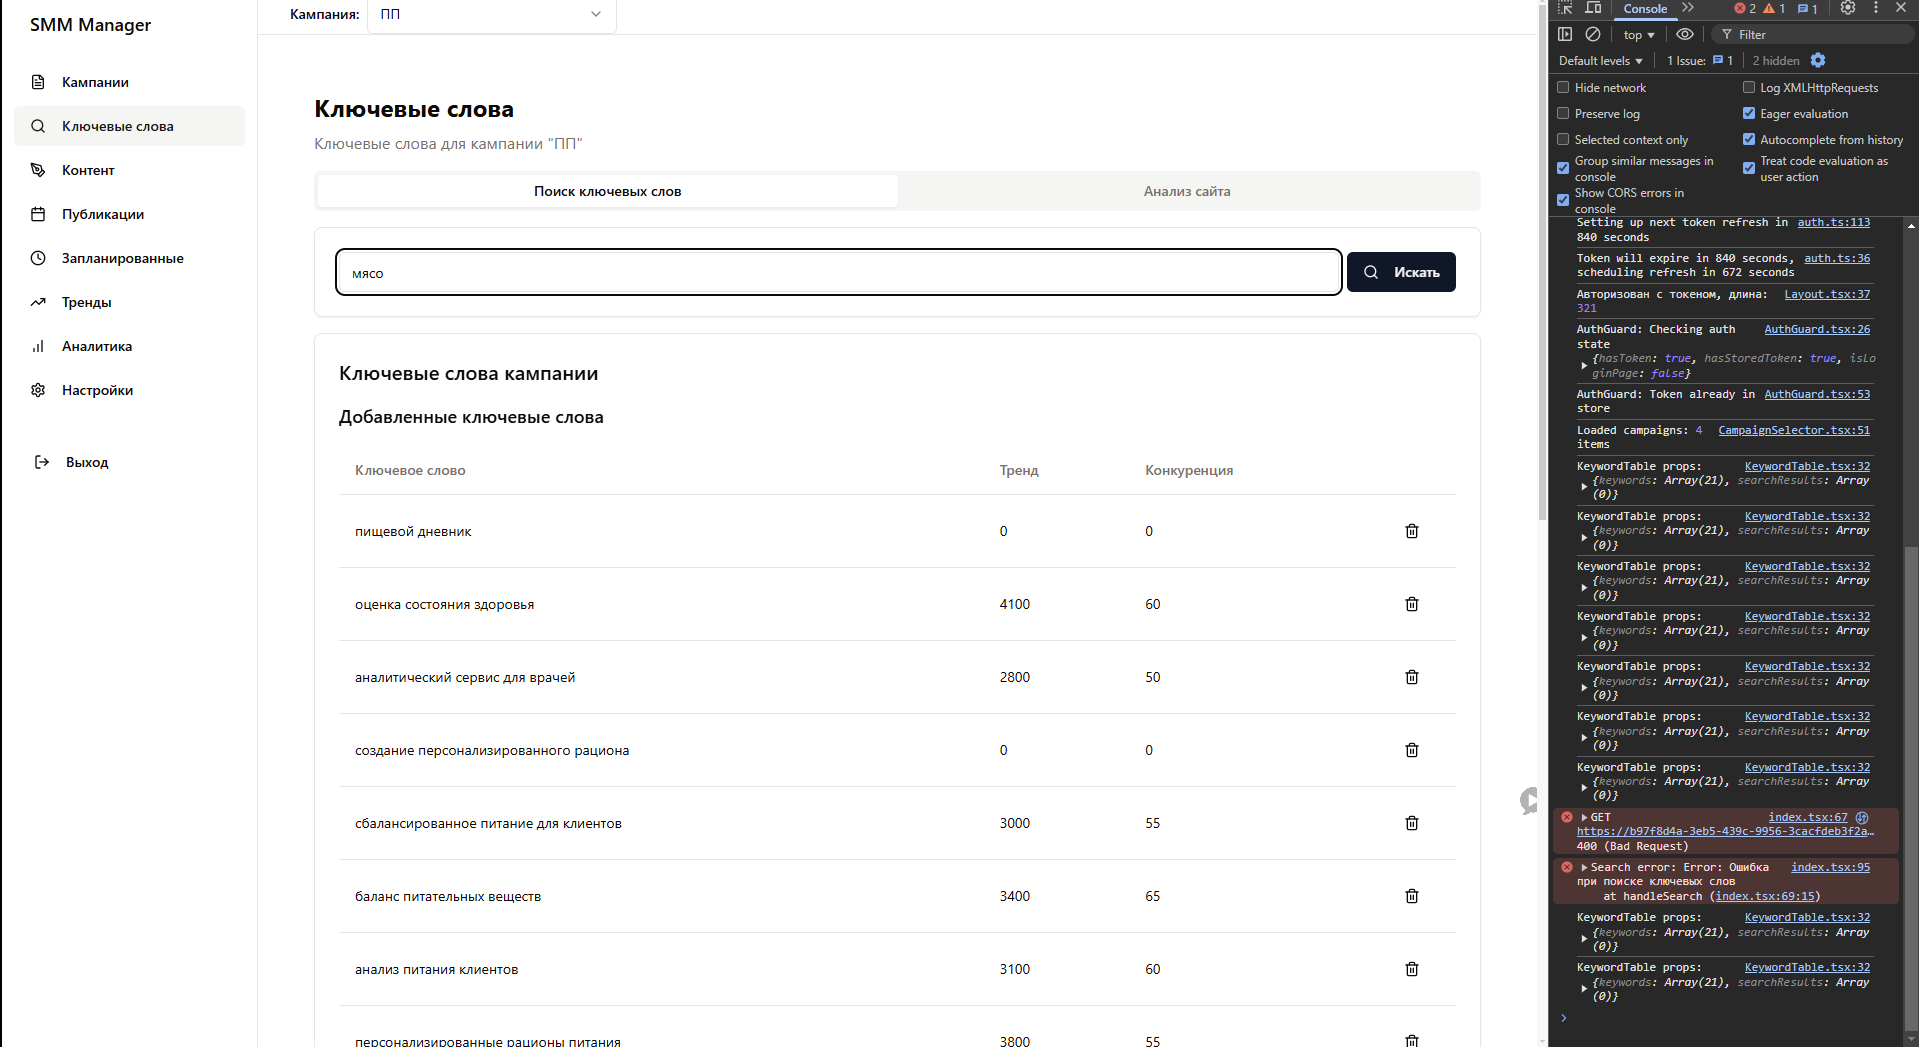 SMM Manager
Кампании
Ключевые слова
Контент
Публикации
Запланированные
Тренды
Аналитика
Настройки
Выход
Кампания: ПП
Ключевые слова
Ключевые слова для кампании "ПП"
Поиск ключевых слов Анализ сайта
мясо Искать
Ключевые слова кампании
Добавленные ключевые слова
Ключевое слово Тренд Конкуренция
пищевой дневник 0 0
оценка состояния здоровья 4100 60
аналитический сервис для врачей 2800 50
создание персонализированного рациона 0 0
сбалансированное питание для клиентов 3000 55
баланс питательных веществ 3400 65
анализ питания клиентов 3100 60
персонализированные рационы питания 3800 55
Console 2 1 1
top Filter
Default levels 1 Issue: 1 2 hidden
Hide network Log XMLHttpRequests
Preserve log Eager evaluation
Selected context only Autocomplete from history
Group similar messages in console Treat code evaluation as user action
Show CORS errors in console
Setting up next token refresh in auth.ts:113
840 seconds
Token will expire in 840 seconds, auth.ts:36
scheduling refresh in 672 seconds
Авторизован с токеном, длина: Layout.tsx:37
321
AuthGuard: Checking auth AuthGuard.tsx:26
state
{hasToken: true, hasStoredToken: true, isLo
ginPage: false}
AuthGuard: Token already in AuthGuard.tsx:53
store
Loaded campaigns: 4 CampaignSelector.tsx:51
items
KeywordTable props: KeywordTable.tsx:32
{keywords: Array(21), searchResults: Array
(0)}
KeywordTable props: KeywordTable.tsx:32
{keywords: Array(21), searchResults: Array
(0)}
KeywordTable props: KeywordTable.tsx:32
{keywords: Array(21), searchResults: Array
(0)}
KeywordTable props: KeywordTable.tsx:32
{keywords: Array(21), searchResults: Array
(0)}
KeywordTable props: KeywordTable.tsx:32
{keywords: Array(21), searchResults: Array
(0)}
KeywordTable props: KeywordTable.tsx:32
{keywords: Array(21), searchResults: Array
(0)}
KeywordTable props: KeywordTable.tsx:32
{keywords: Array(21), searchResults: Array
(0)}
GET index.tsx:67
https://b97f8d4a-3eb5-439c-9956-3cacfdeb3f2a…
400 (Bad Request)
Search error: Error: Ошибка index.tsx:95
при поиске ключевых слов
at handleSearch (index.tsx:69:15)
KeywordTable props: KeywordTable.tsx:32
{keywords: Array(21), searchResults: Array
(0)}
KeywordTable props: KeywordTable.tsx:32
{keywords: Array(21), searchResults: Array
(0)}